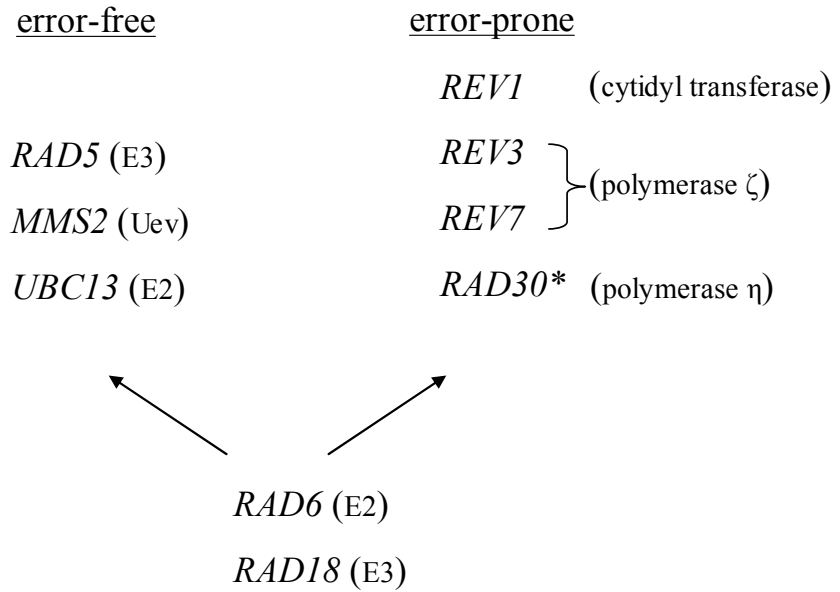 error-free
error-prone
REV1 (cytidyl transferase)
RAD5 (E3)
REV3
(polymerase ζ)
MMS2 (Uev)
REV7
UBC13 (E2)
RAD30* (polymerase η)
RAD6 (E2)
RAD18 (E3)